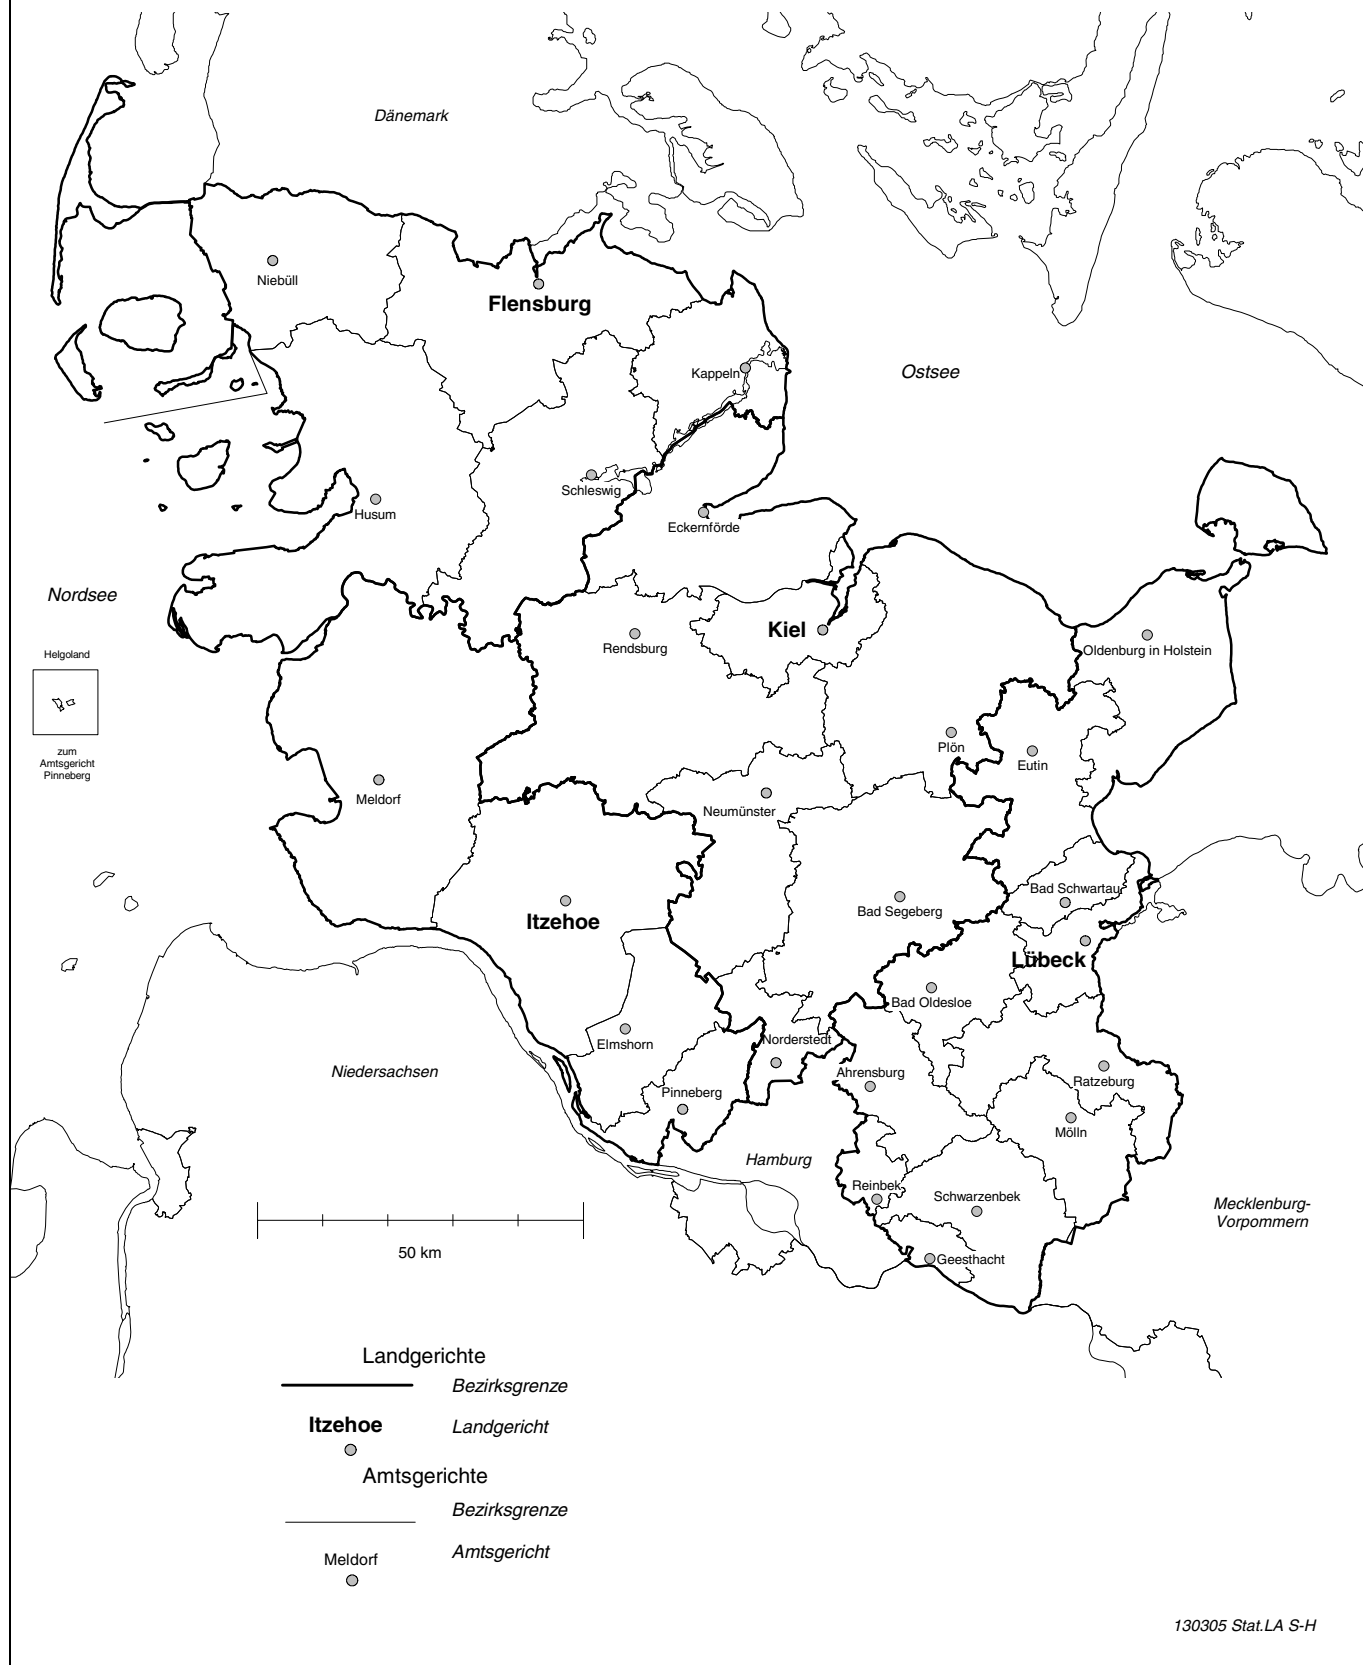 Dänemark
Niebüll
Flensburg
Kappeln
Ostsee
Schleswig
Husum
Eckernförde
Nordsee
Kiel
Rendsburg
Oldenburg in Holstein
Helgoland
zum
Amtsgericht
Pinneberg
Plön
Eutin
Meldorf
Neumünster
Bad Schwartau
Bad Segeberg
Itzehoe
Lübeck
Bad Oldesloe
Elmshorn
Norderstedt
Niedersachsen
Ahrensburg
Ratzeburg
Pinneberg
Mölln
Hamburg
Reinbek
Schwarzenbek
Mecklenburg-
Vorpommern
Geesthacht
50 km
Landgerichte
Bezirksgrenze
Itzehoe
Landgericht
Amtsgerichte
Bezirksgrenze
Meldorf
Amtsgericht
130305 Stat.LA S-H